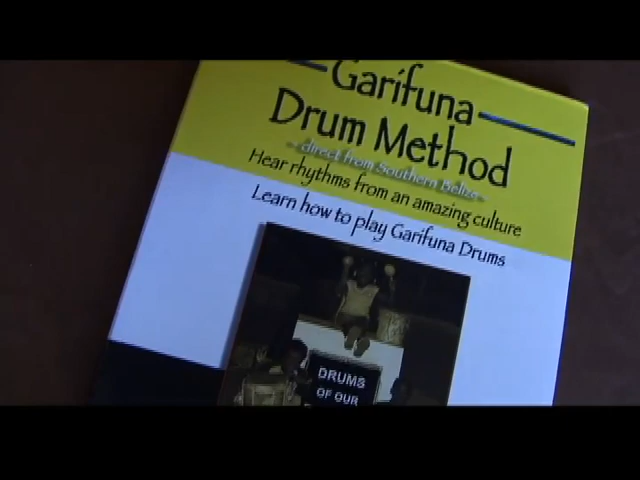 Garifuna
Drum Method
~ direct from Southern Belize ~
Hear rhythms from an amazing culture
Learn how to play Garifuna Drums
DRUMS
OF OUR